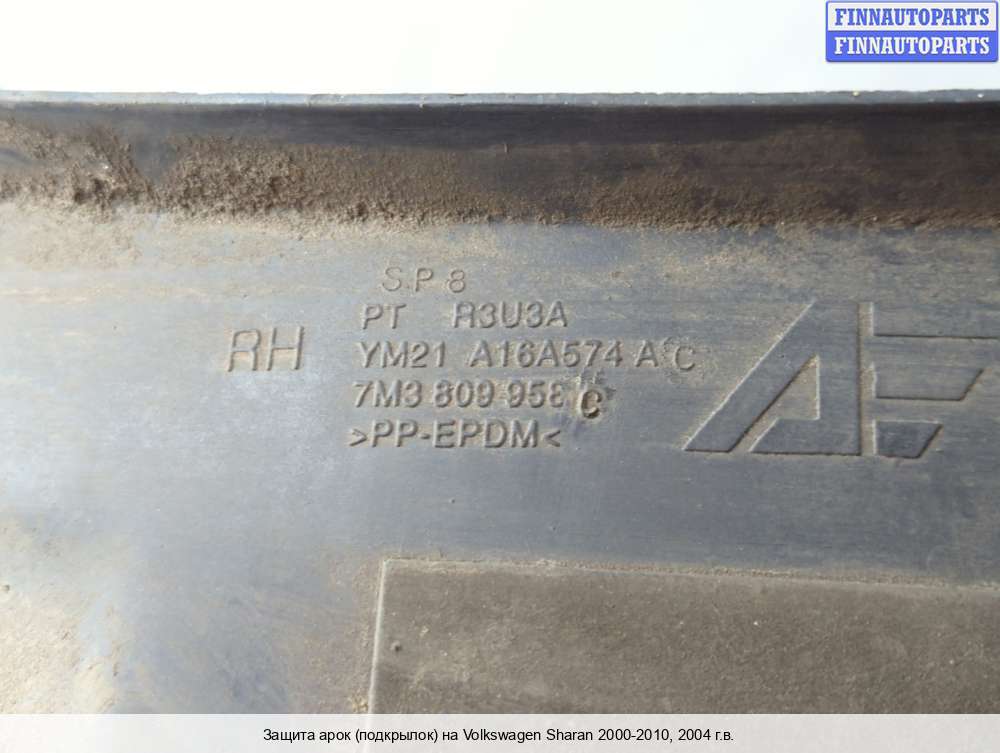 FINNAUTOPARTS
FINNAUTOPARTS
S.P 8
PT R3U3A
RH
YM21 A16A574 A C
7M3 809 958 C
>PP-EPDM<
Защита арок (подкрылок) на Volkswagen Sharan 2000-2010, 2004 г.в.